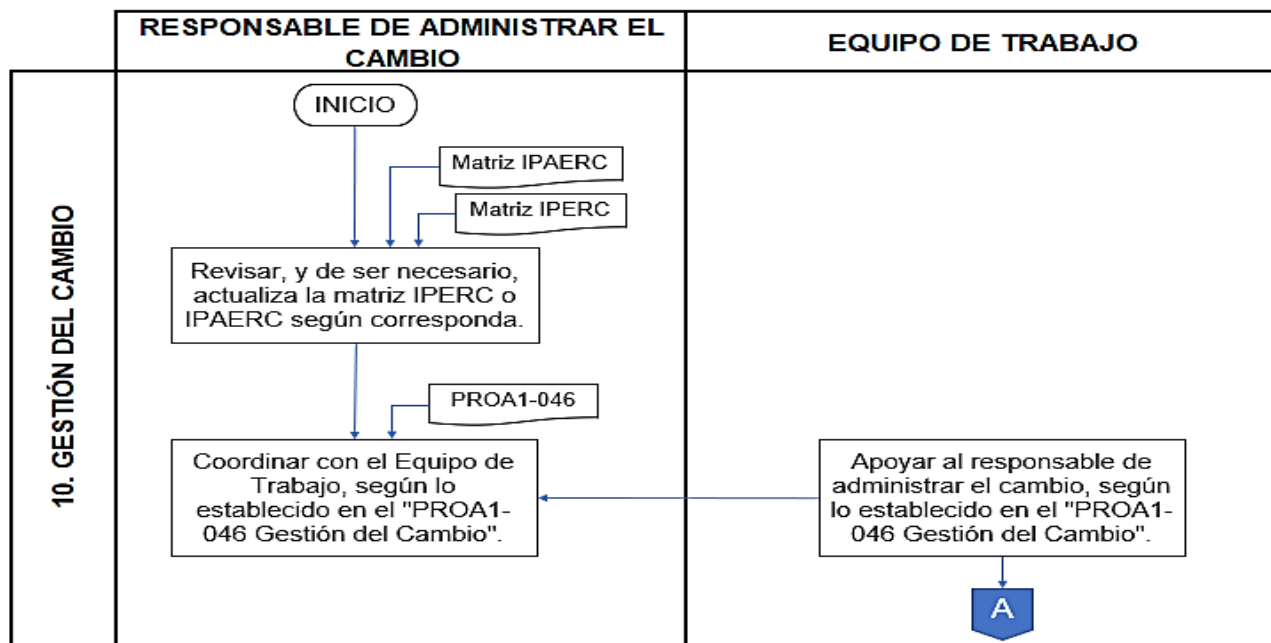 RESPONSABLE DE ADMINISTRAR EL
CAMBIO
EQUIPO DE TRABAJO
10. GESTIÓN DEL CAMBIO
INICIO
Matriz IPAERC
Matriz IPERC
Revisar, y de ser necesario,
actualiza la matriz IPERC o
IPAERC según corresponda.
PROA1-046
Coordinar con el Equipo de
Trabajo, según lo
establecido en el "PROA1-
046 Gestión del Cambio".
Apoyar al responsable de
administrar el cambio, según
lo establecido en el "PROA1-
046 Gestión del Cambio".
A